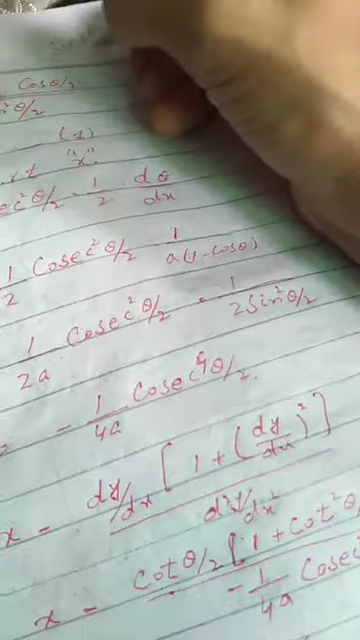 Cosθ/2
n²θ/2
(x)
r.t "x".
ec²θ/2 · 1/2 · dθ/dx
1/2 Cosec²θ/2 1/a(1-cosθ)
1/2a Cosec²θ/2 · 1/2Sin²θ/2
= - 1/4a Cosec⁴θ/2.
x - dy/dx [1 + (dy/dx)²] / d²y/dx²
x - Cotθ/2 [1 + Cot²θ / -1/4a Cosec